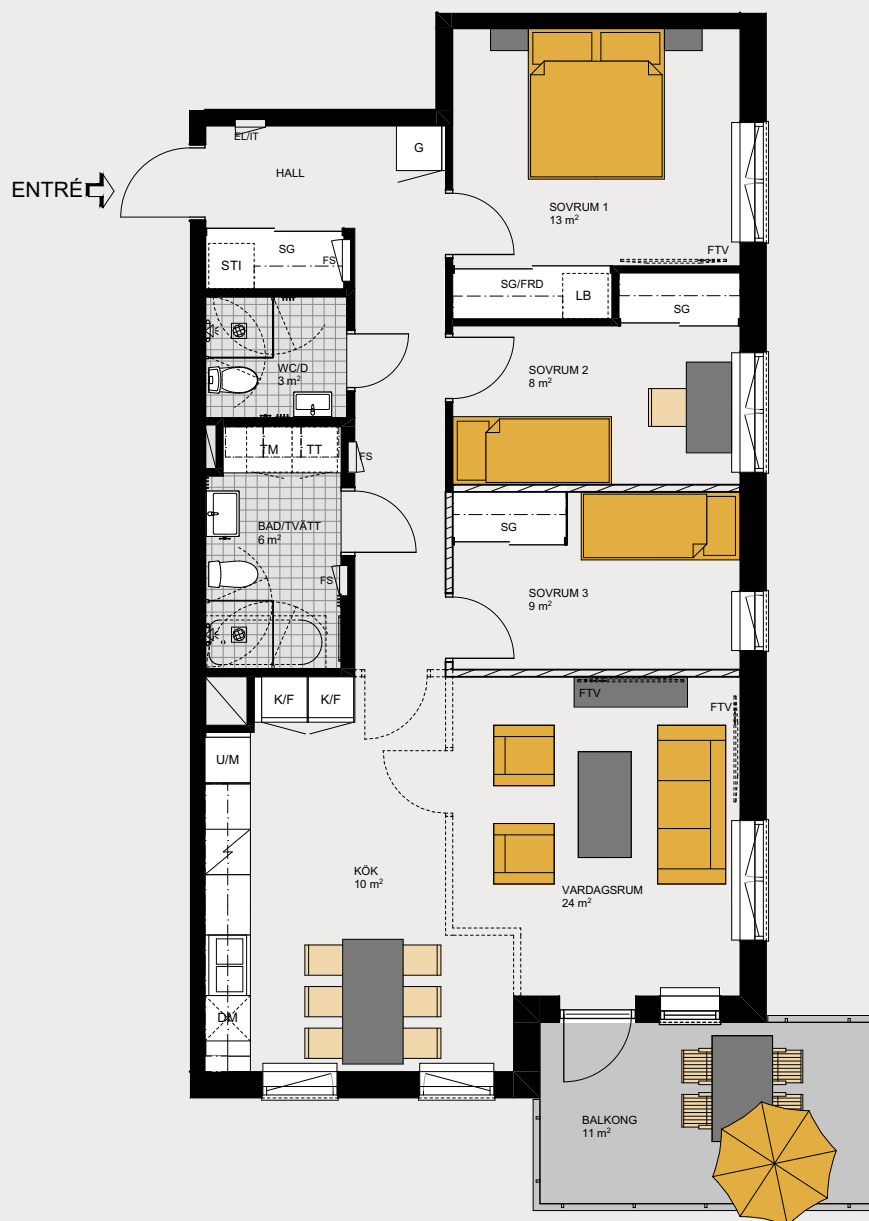 EL/IT
G
HALL
ENTRÉ
SOVRUM 1
13 m²
STI
SG
FS
FTV
SG/FRD
LB
SG
WC/D
3 m²
SOVRUM 2
8 m²
TM
TT
FS
BAD/TVÄTT
6 m²
SG
FS
SOVRUM 3
9 m²
K/F
K/F
FTV
FTV
U/M
KÖK
10 m²
VARDAGSRUM
24 m²
DM
BALKONG
11 m²